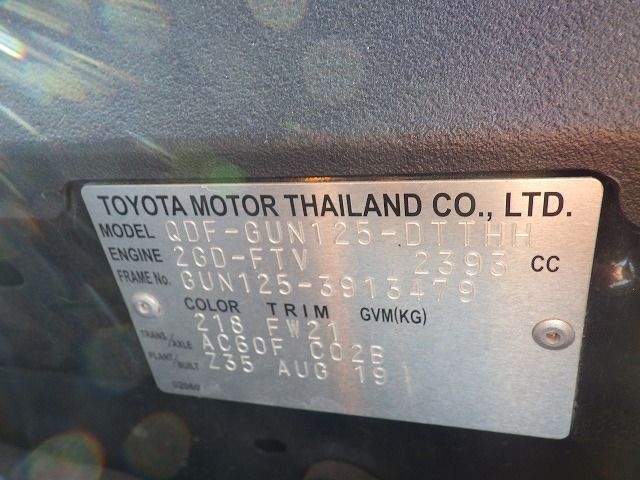 TOYOTA MOTOR THAILAND CO., LTD.
MODEL QDF-GUN125-DTTHH
ENGINE 2GD-FTV 2393 CC
FRAME No. GUN125-3913479
COLOR TRIM GVM(KG)
218 FW21
TRANS/AXLE AC60F C02B
PLANT/BUILT Z35 AUG 19
02060